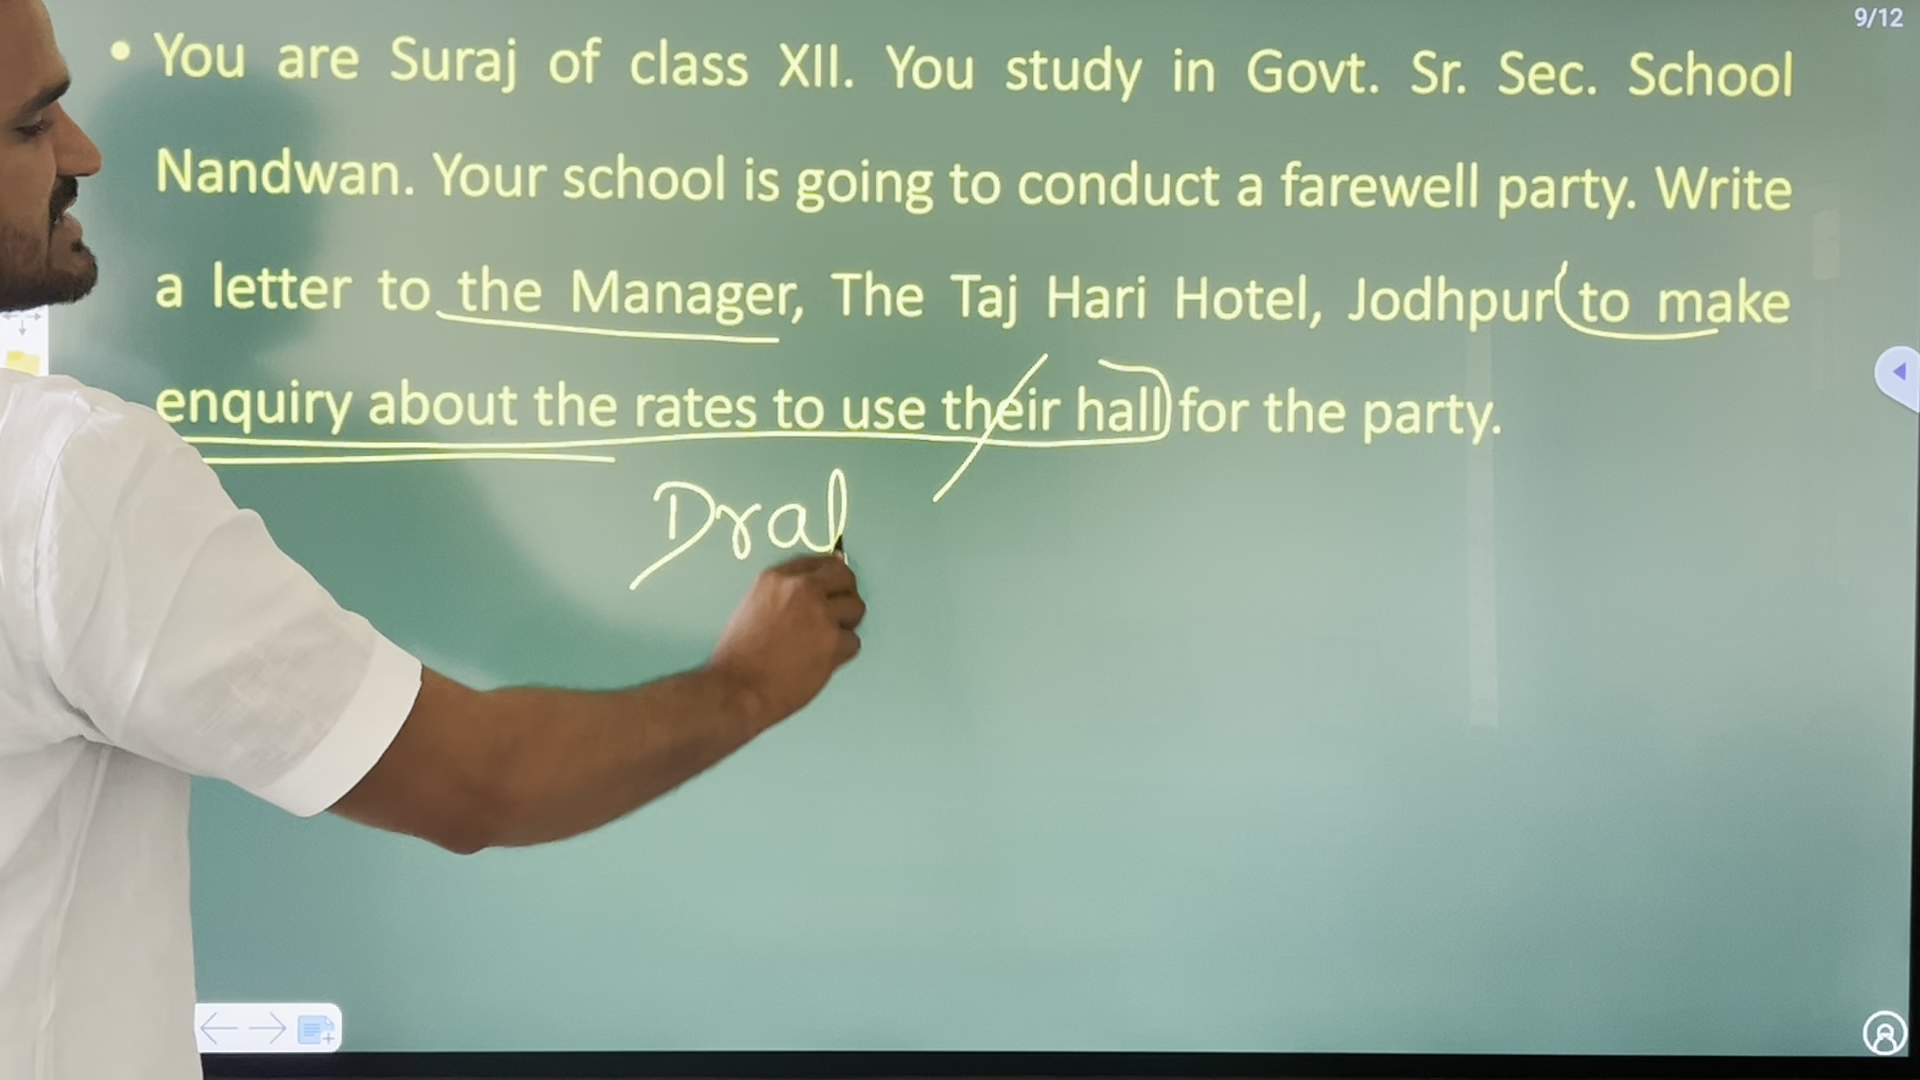 9/12
• You are Suraj of class XII. You study in Govt. Sr. Sec. School
Nandwan. Your school is going to conduct a farewell party. Write
a letter to the Manager, The Taj Hari Hotel, Jodhpur to make
enquiry about the rates to use their hall for the party.
Draf